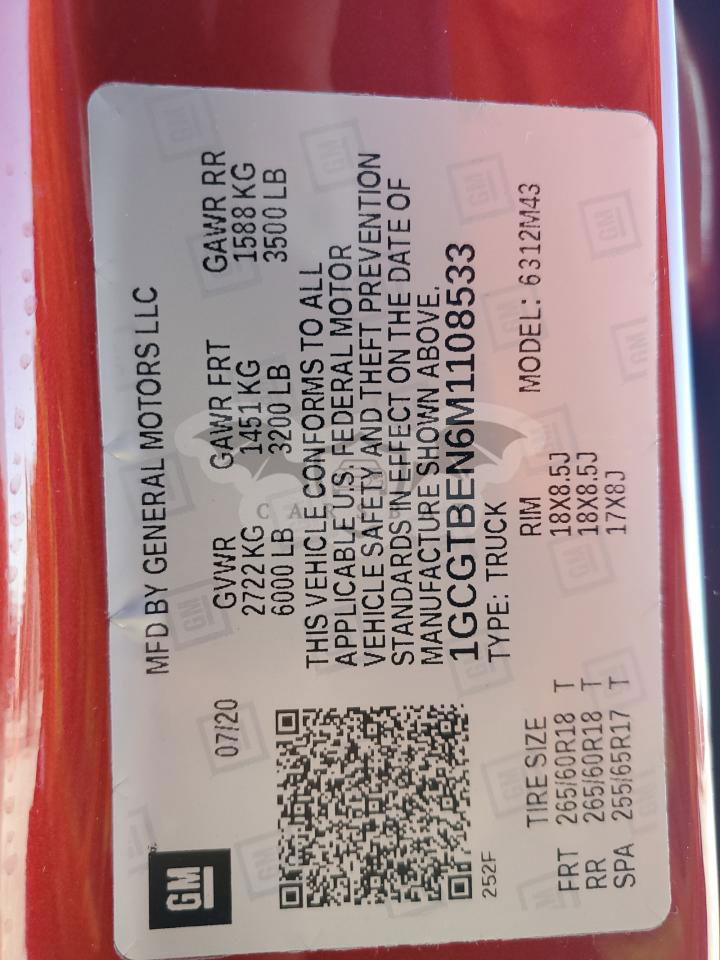 GM
MFD BY GENERAL MOTORS LLC
07/20
GVWR GAWR FRT GAWR RR
2722 KG 1451 KG 1588 KG
6000 LB 3200 LB 3500 LB
THIS VEHICLE CONFORMS TO ALL
APPLICABLE U.S. FEDERAL MOTOR
VEHICLE SAFETY AND THEFT PREVENTION
STANDARDS IN EFFECT ON THE DATE OF
MANUFACTURE SHOWN ABOVE.
1GCGTBEN6M1108533
TYPE: TRUCK
252F
MODEL: 6312M43
TIRE SIZE RIM
FRT 265/60R18 T 18X8.5J
RR 265/60R18 T 18X8.5J
SPA 255/65R17 T 17X8J